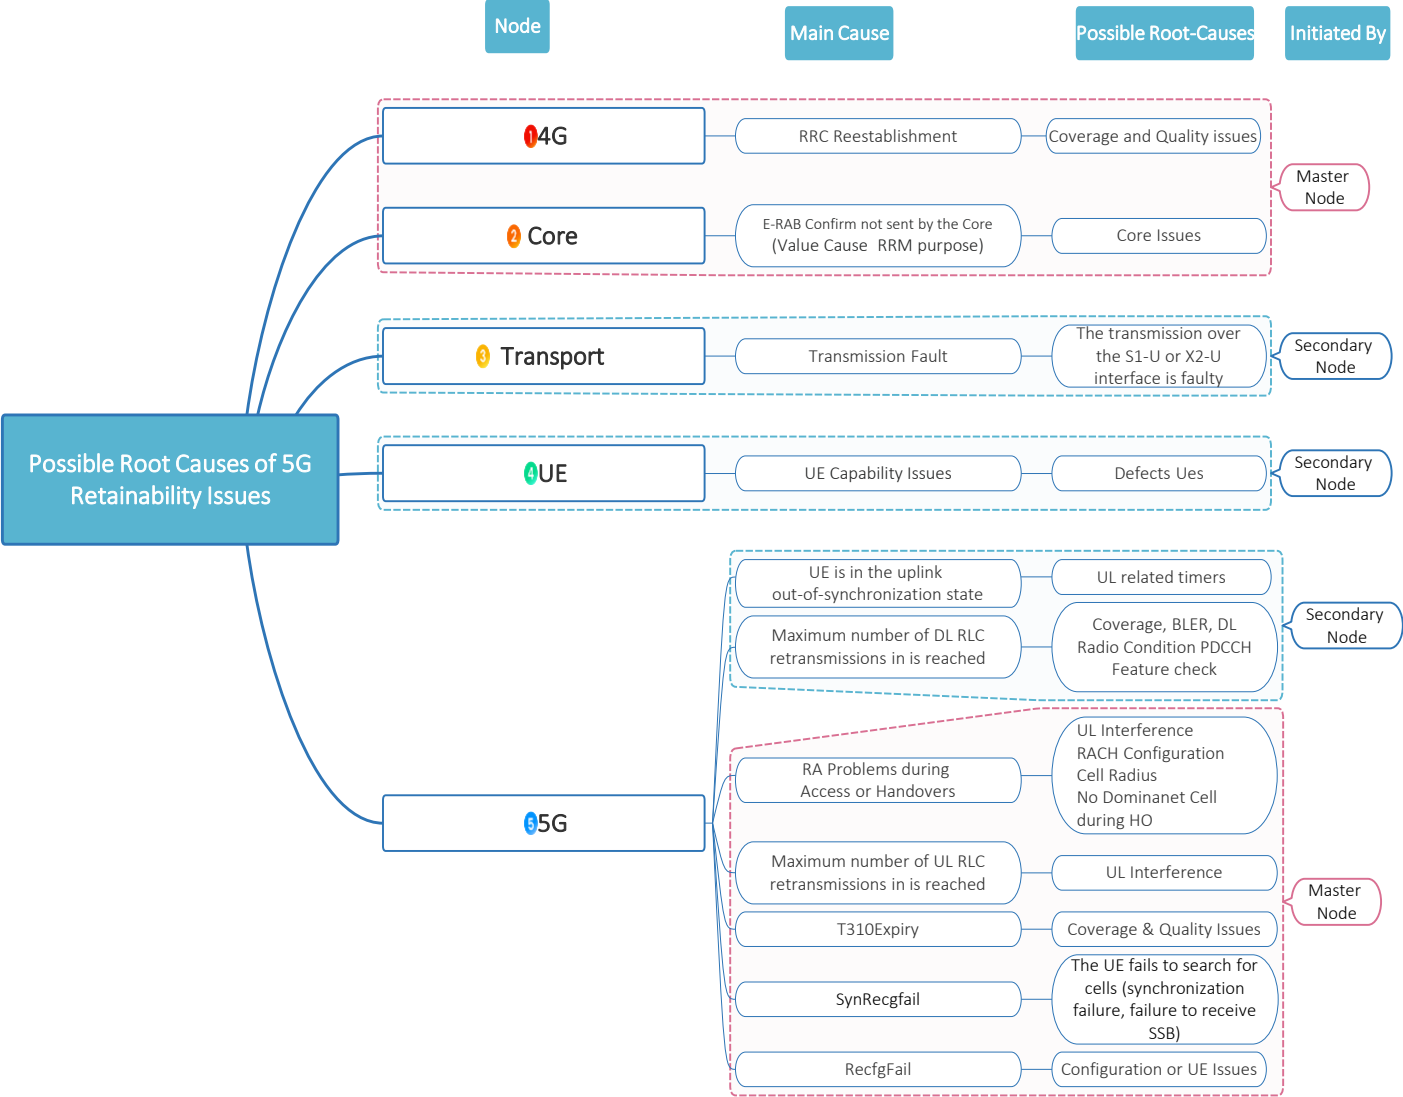 Node
Main Cause
Possible Root-Causes
Initiated By
Possible Root Causes of 5G
Retainability Issues
1 4G
RRC Reestablishment
Coverage and Quality issues
2 Core
E-RAB Confirm not sent by the Core
(Value Cause RRM purpose)
Core Issues
Master
Node
3 Transport
Transmission Fault
The transmission over
the S1-U or X2-U
interface is faulty
Secondary
Node
4 UE
UE Capability Issues
Defects Ues
Secondary
Node
5 5G
UE is in the uplink
out-of-synchronization state
UL related timers
Maximum number of DL RLC
retransmissions in is reached
Coverage, BLER, DL
Radio Condition PDCCH
Feature check
Secondary
Node
RA Problems during
Access or Handovers
UL Interference
RACH Configuration
Cell Radius
No Dominanet Cell
during HO
Maximum number of UL RLC
retransmissions in is reached
UL Interference
T310Expiry
Coverage & Quality Issues
SynRecgfail
The UE fails to search for
cells (synchronization
failure, failure to receive
SSB)
RecfgFail
Configuration or UE Issues
Master
Node